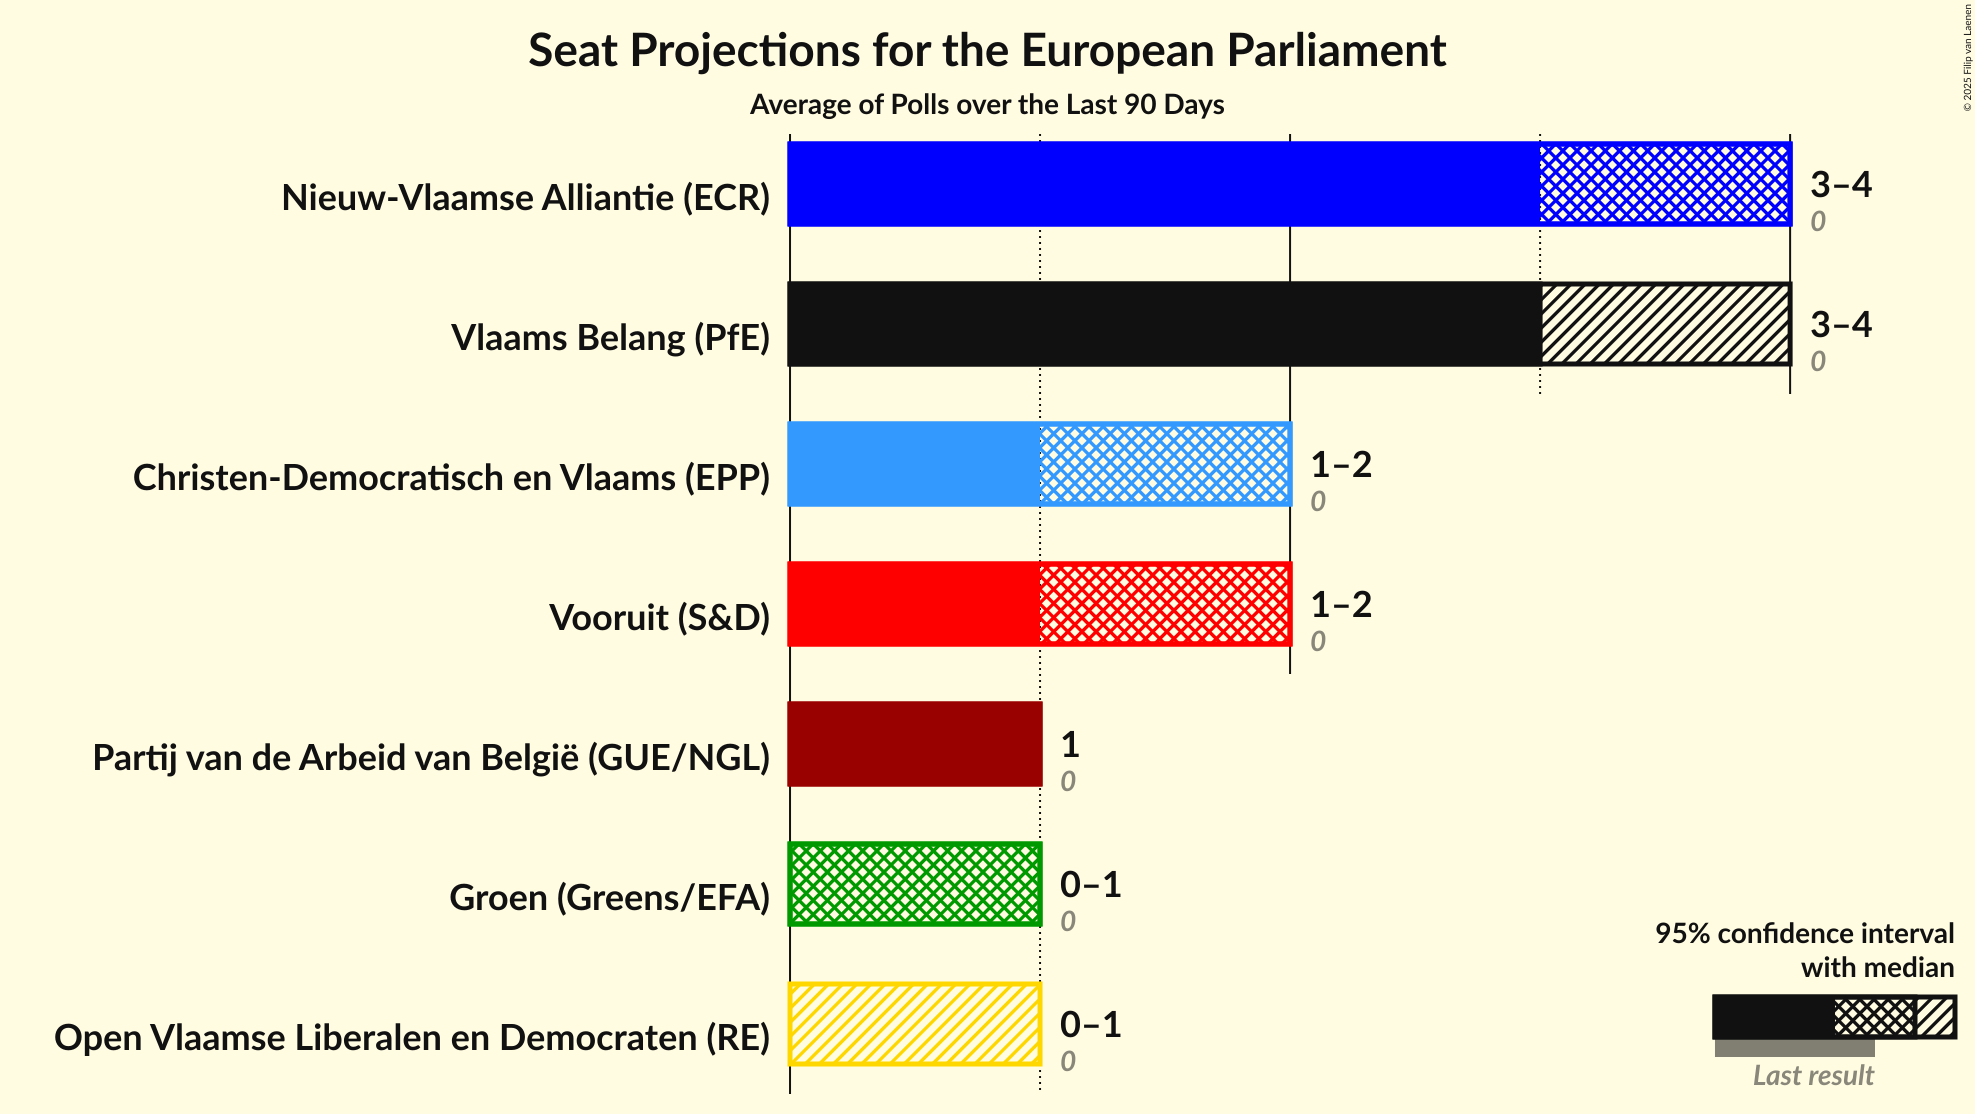 Seat Projections for the European Parliament
Average of Polls over the Last 90 Days
© 2025 Filip van Laenen
Nieuw-Vlaamse Alliantie (ECR)
3–4
0
Vlaams Belang (PfE)
3–4
0
Christen-Democratisch en Vlaams (EPP)
1–2
0
Vooruit (S&D)
1–2
0
Partij van de Arbeid van België (GUE/NGL)
1
0
Groen (Greens/EFA)
0–1
0
Open Vlaamse Liberalen en Democraten (RE)
0–1
0
95% confidence interval
with median
Last result